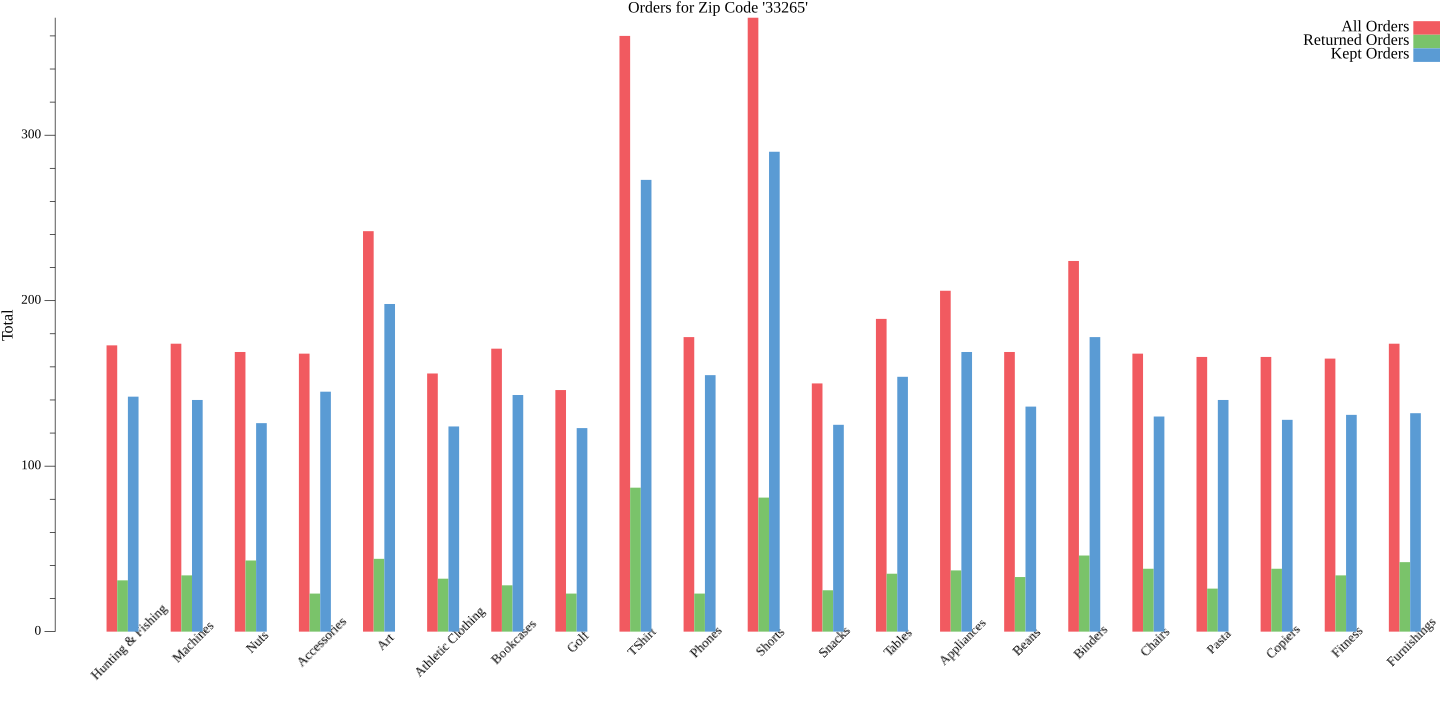 Orders for Zip Code '33265'
All Orders
Returned Orders
Kept Orders
Total
300
200
100
0
Hunting & Fishing
Machines
Nuts
Accessories
Art
Athletic Clothing
Bookcases
Golf
TShirt
Phones
Shorts
Snacks
Tables
Appliances
Beans
Binders
Chairs
Pasta
Copiers
Fitness
Furnishings